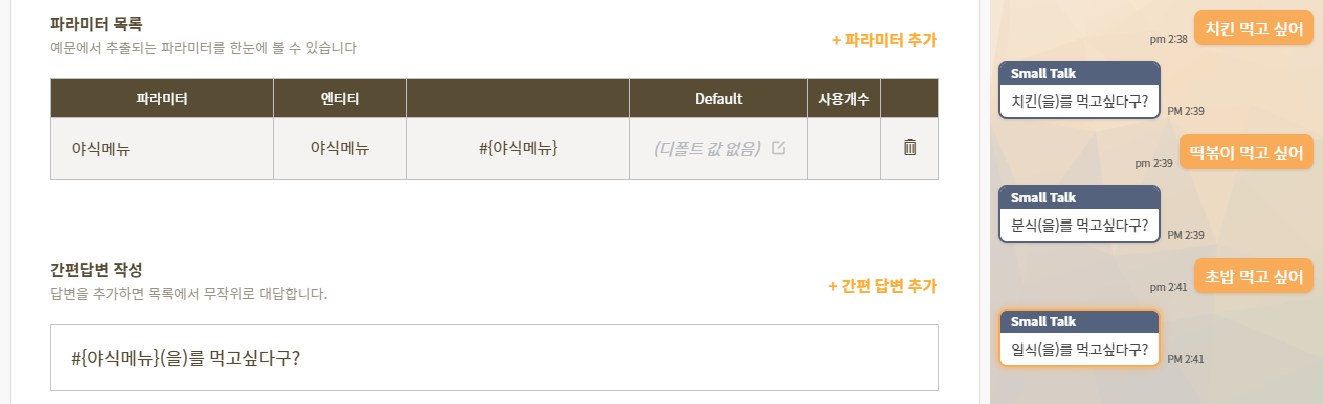 파라미터 목록
예문에서 추출되는 파라미터를 한눈에 볼 수 있습니다
+ 파라미터 추가
파라미터 엔티티 Default 사용개수
야식메뉴 야식메뉴 #{야식메뉴} (디폴트 값 없음)
간편답변 작성
답변을 추가하면 목록에서 무작위로 대답합니다.
+ 간편 답변 추가
#{야식메뉴}(을)를 먹고싶다구?
pm 2:38 치킨 먹고 싶어
Small Talk
치킨(을)를 먹고싶다구? PM 2:39
pm 2:39 떡볶이 먹고 싶어
Small Talk
분식(을)를 먹고싶다구? PM 2:39
pm 2:41 초밥 먹고 싶어
Small Talk
일식(을)를 먹고싶다구? PM 2:41